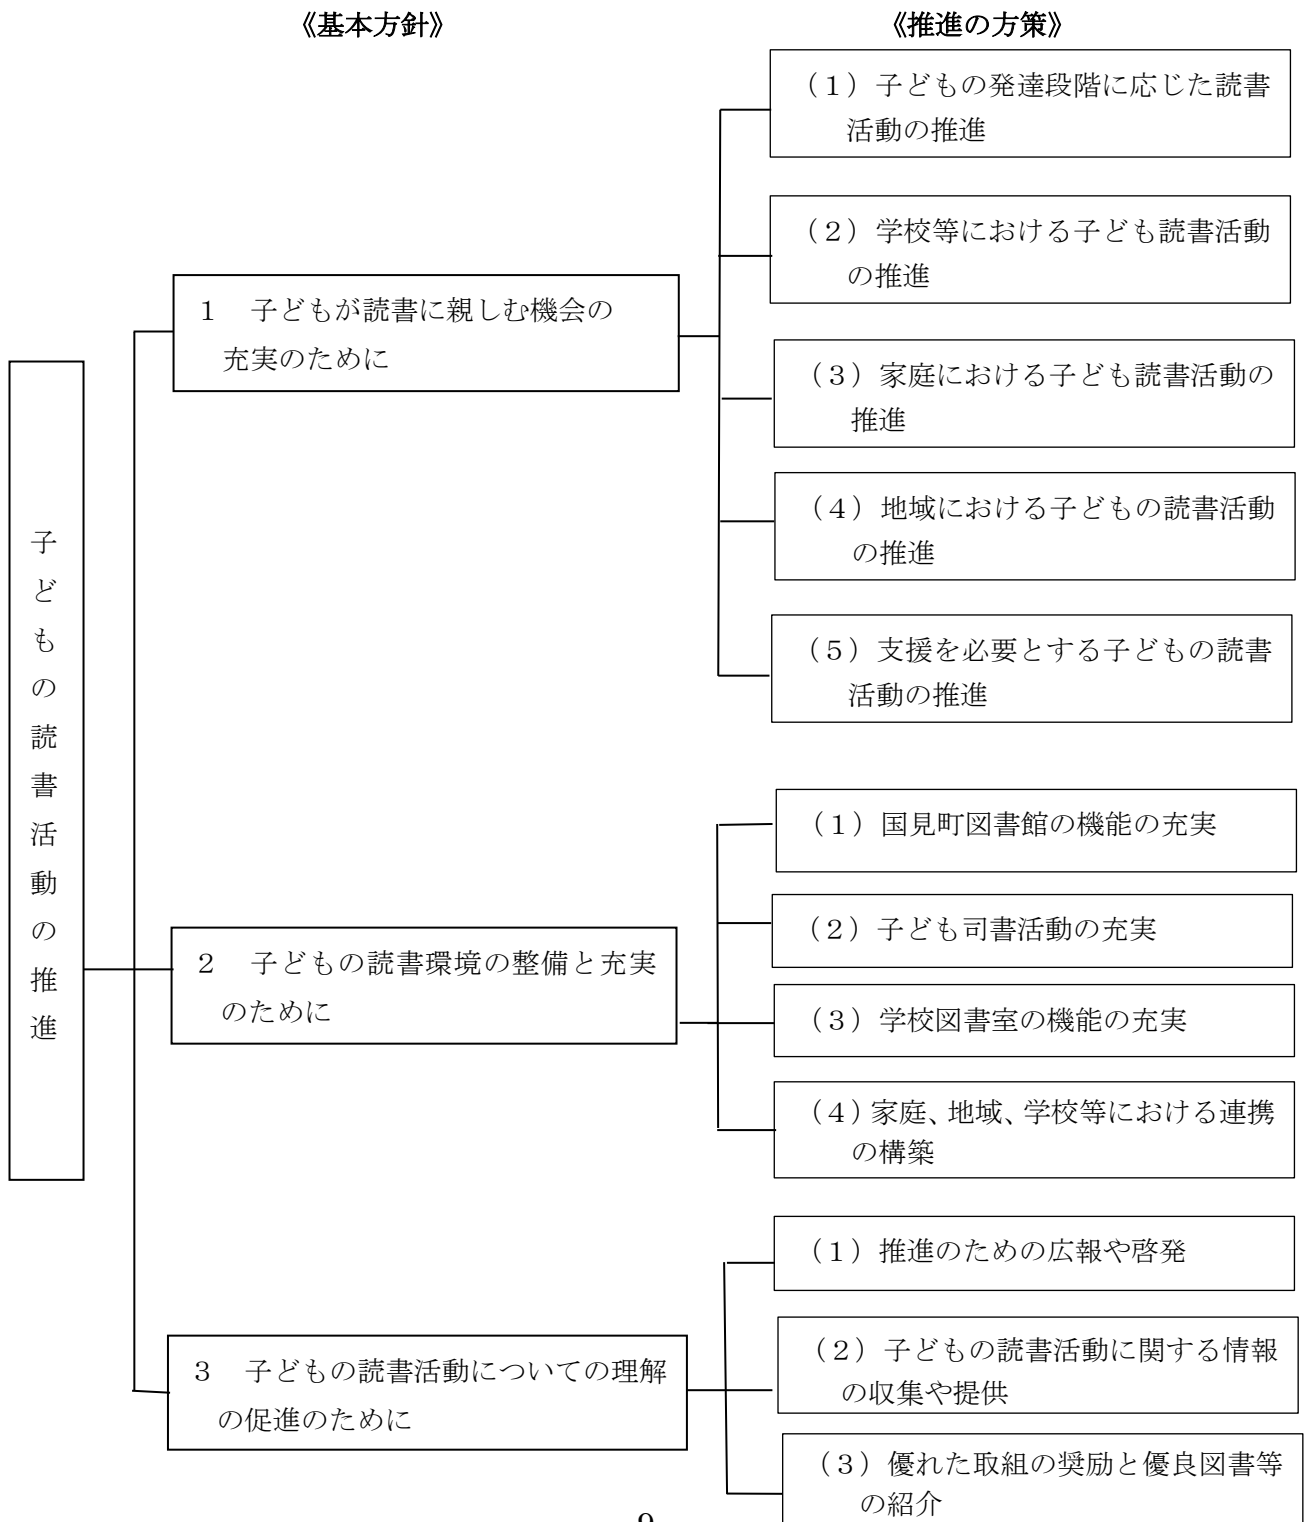 《基本方針》
《推進の方策》
子どもの読書活動の推進
1 子どもが読書に親しむ機会の
充実のために
(1)子どもの発達段階に応じた読書
活動の推進
(2)学校等における子ども読書活動
の推進
(3)家庭における子ども読書活動の
推進
(4)地域における子どもの読書活動
の推進
(5)支援を必要とする子どもの読書
活動の推進
2 子どもの読書環境の整備と充実
のために
(1)国見町図書館の機能の充実
(2)子ども司書活動の充実
(3)学校図書室の機能の充実
(4)家庭、地域、学校等における連携
の構築
3 子どもの読書活動についての理解
の促進のために
(1)推進のための広報や啓発
(2)子どもの読書活動に関する情報
の収集や提供
(3)優れた取組の奨励と優良図書等
の紹介